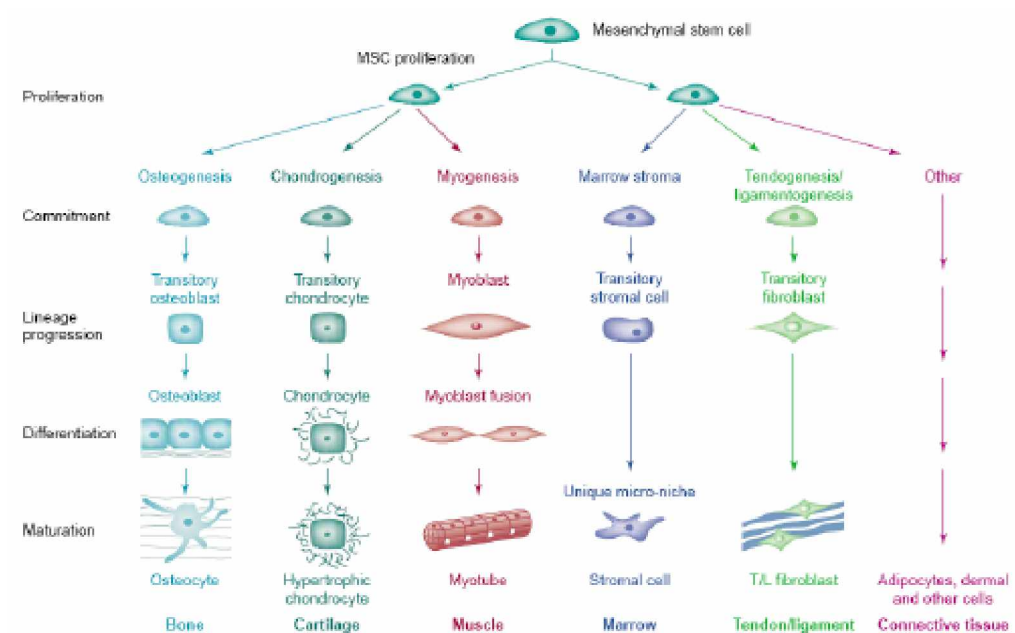 Mesenchymal stem cell
MSC proliferation
Proliferation
Osteogenesis
Chondrogenesis
Myogenesis
Marrow stroma
Tendogenesis/
ligamentogenesis
Other
Commitment
Transitory
osteoblast
Transitory
chondrocyte
Myoblast
Transitory
stromal cell
Transitory
fibroblast
Lineage
progression
Osteoblast
Chondrocyte
Myoblast fusion
Differentiation
Unique micro-niche
Maturation
Osteocyte
Hypertrophic
chondrocyte
Myotube
Stromal cell
T/L fibroblast
Adipocytes, dermal
and other cells
Bone
Cartilage
Muscle
Marrow
Tendon/ligament
Connective tissue